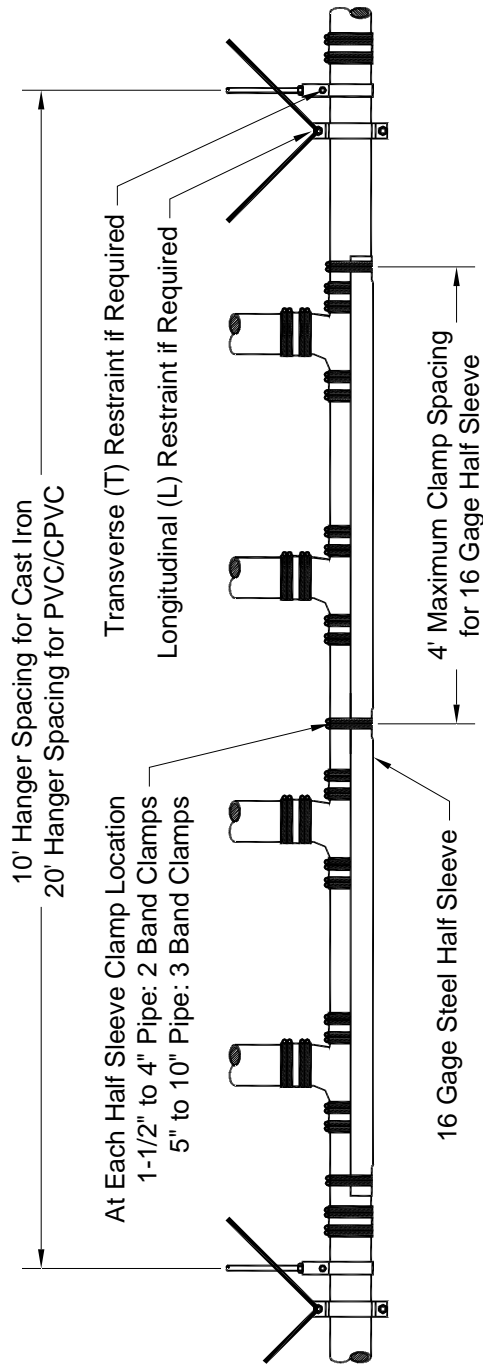 10' Hanger Spacing for Cast Iron
20' Hanger Spacing for PVC/CPVC
At Each Half Sleeve Clamp Location
1-1/2" to 4" Pipe: 2 Band Clamps
5" to 10" Pipe: 3 Band Clamps
Transverse (T) Restraint if Required
Longitudinal (L) Restraint if Required
16 Gage Steel Half Sleeve
4' Maximum Clamp Spacing
for 16 Gage Half Sleeve